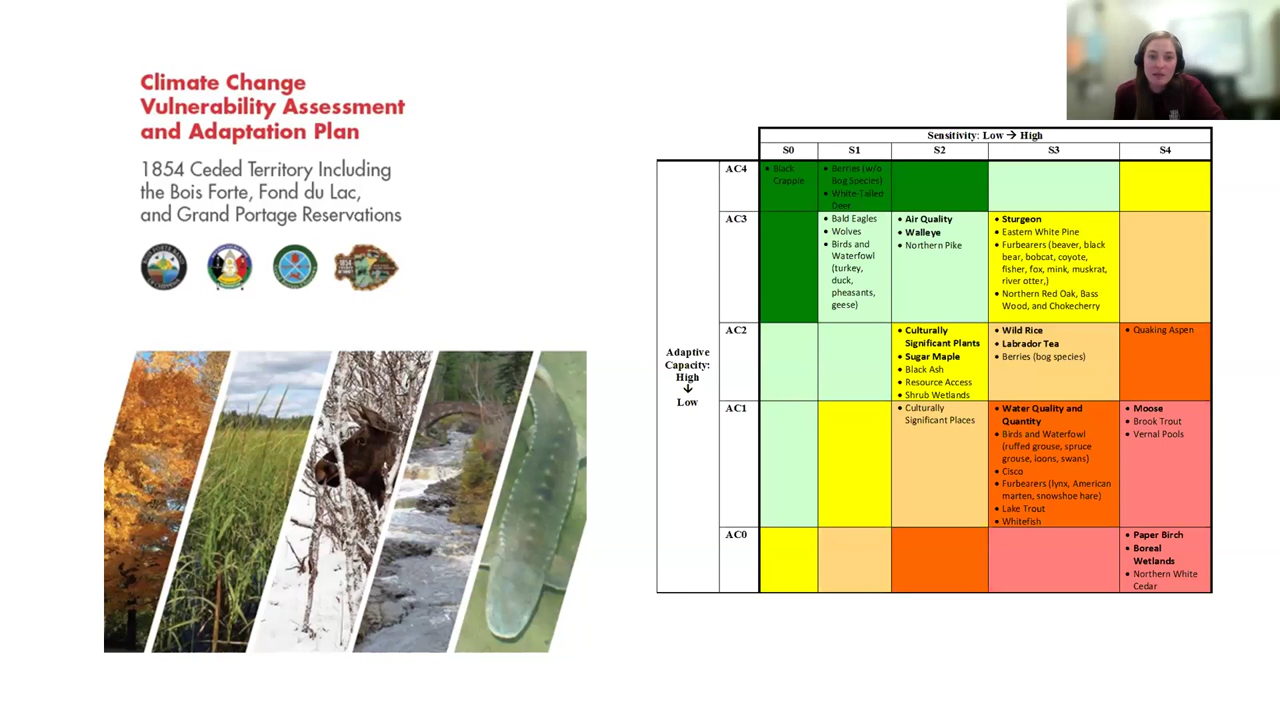 Climate Change
Vulnerability Assessment
and Adaptation Plan
1854 Ceded Territory Including
the Bois Forte, Fond du Lac,
and Grand Portage Reservations
Sensitivity: Low → High
S0 S1 S2 S3 S4
Adaptive
Capacity:
High
↓
Low
AC4
• Black
Crappie
• Berries (w/o
Bog Species)
• White-Tailed
Deer
AC3
• Bald Eagles
• Wolves
• Birds and
Waterfowl
(turkey,
duck,
pheasants,
geese)
• Air Quality
• Walleye
• Northern Pike
• Sturgeon
• Eastern White Pine
• Furbearers (beaver, black
bear, bobcat, coyote,
fisher, fox, mink, muskrat,
river otter,)
• Northern Red Oak, Bass
Wood, and Chokecherry
AC2
• Culturally
Significant Plants
• Sugar Maple
• Black Ash
• Resource Access
• Shrub Wetlands
• Wild Rice
• Labrador Tea
• Berries (bog species)
• Quaking Aspen
AC1
• Culturally
Significant Places
• Water Quality and
Quantity
• Birds and Waterfowl
(ruffed grouse, spruce
grouse, loons, swans)
• Cisco
• Furbearers (lynx, American
marten, snowshoe hare)
• Lake Trout
• Whitefish
• Moose
• Brook Trout
• Vernal Pools
AC0
• Paper Birch
• Boreal
Wetlands
• Northern White
Cedar